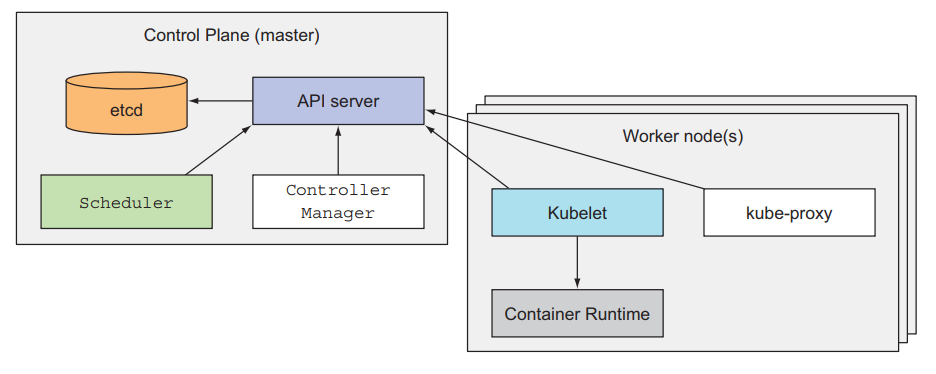 Control Plane (master)
etcd
API server
Scheduler
Controller
Manager
Worker node(s)
Kubelet
kube-proxy
Container Runtime